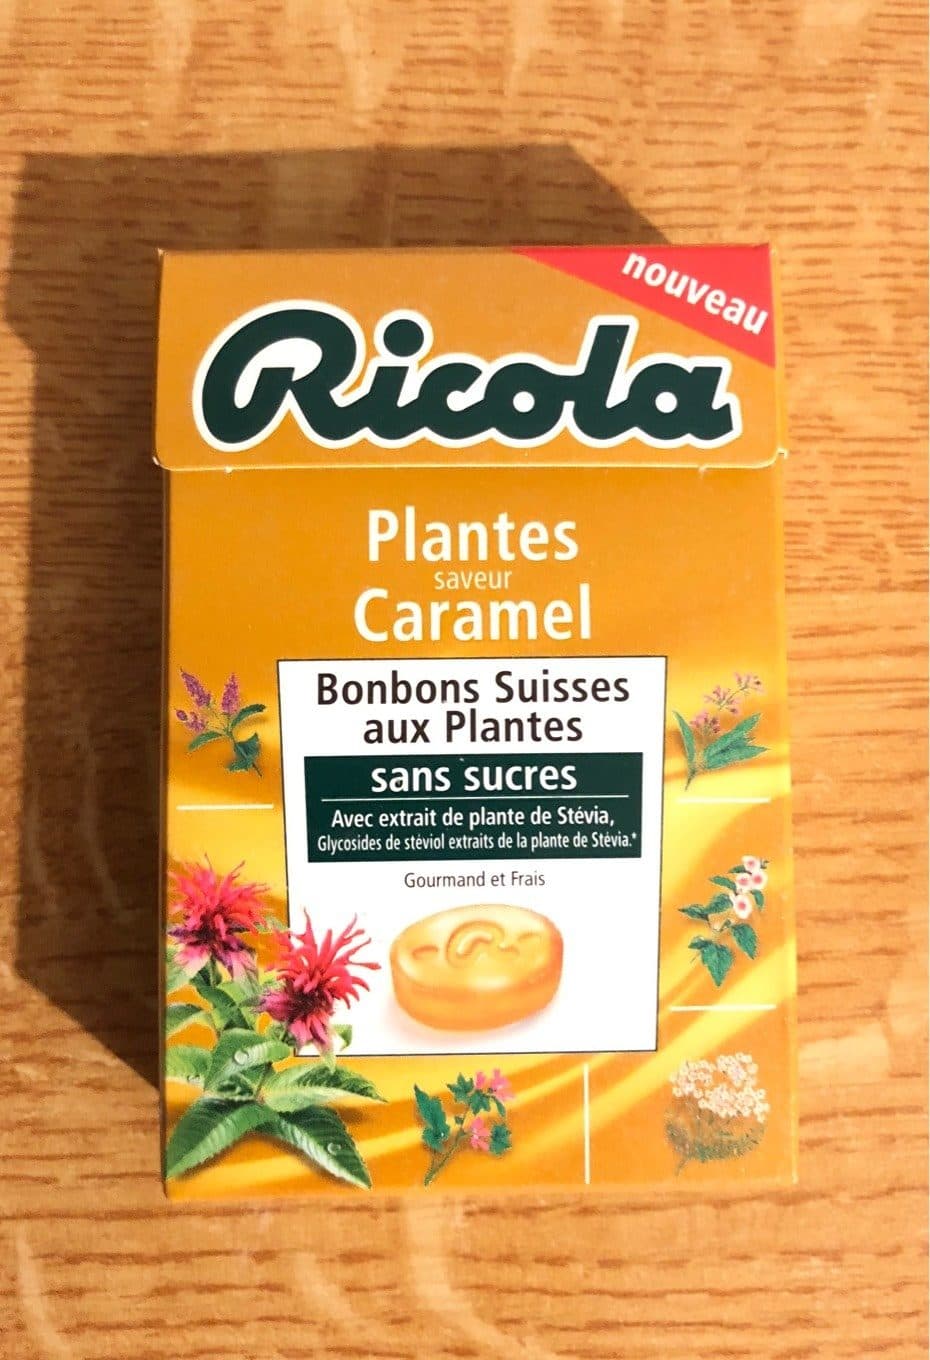 nouveau
Ricola
Plantes
saveur
Caramel
Bonbons Suisses
aux Plantes
sans sucres
Avec extrait de plante de Stévia,
Glycosides de stéviol extraits de la plante de Stévia.*
Gourmand et Frais